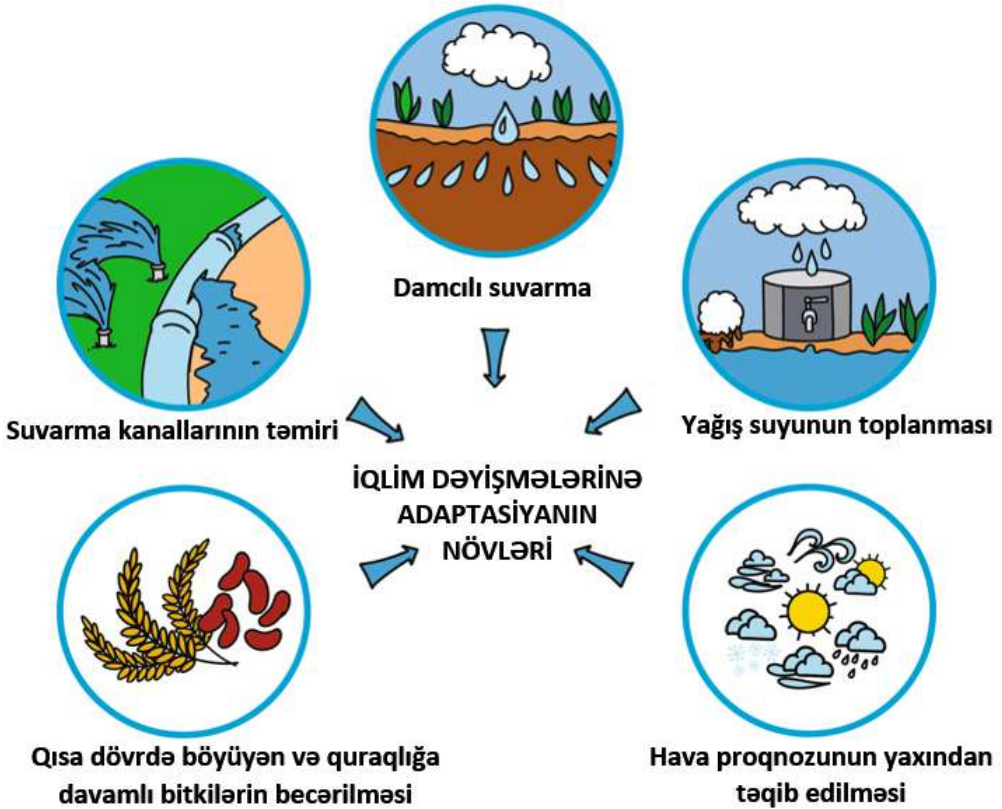 Damcılı suvarma
Suvarma kanallarının təmiri
Yağış suyunun toplanması
İQLİM DƏYİŞMƏLƏRİNƏ
ADAPTASİYANIN
NÖVLƏRİ
Qısa dövrdə böyüyən və quraqlığa
davamlı bitkilərin becərilməsi
Hava proqnozunun yaxından
təqib edilməsi